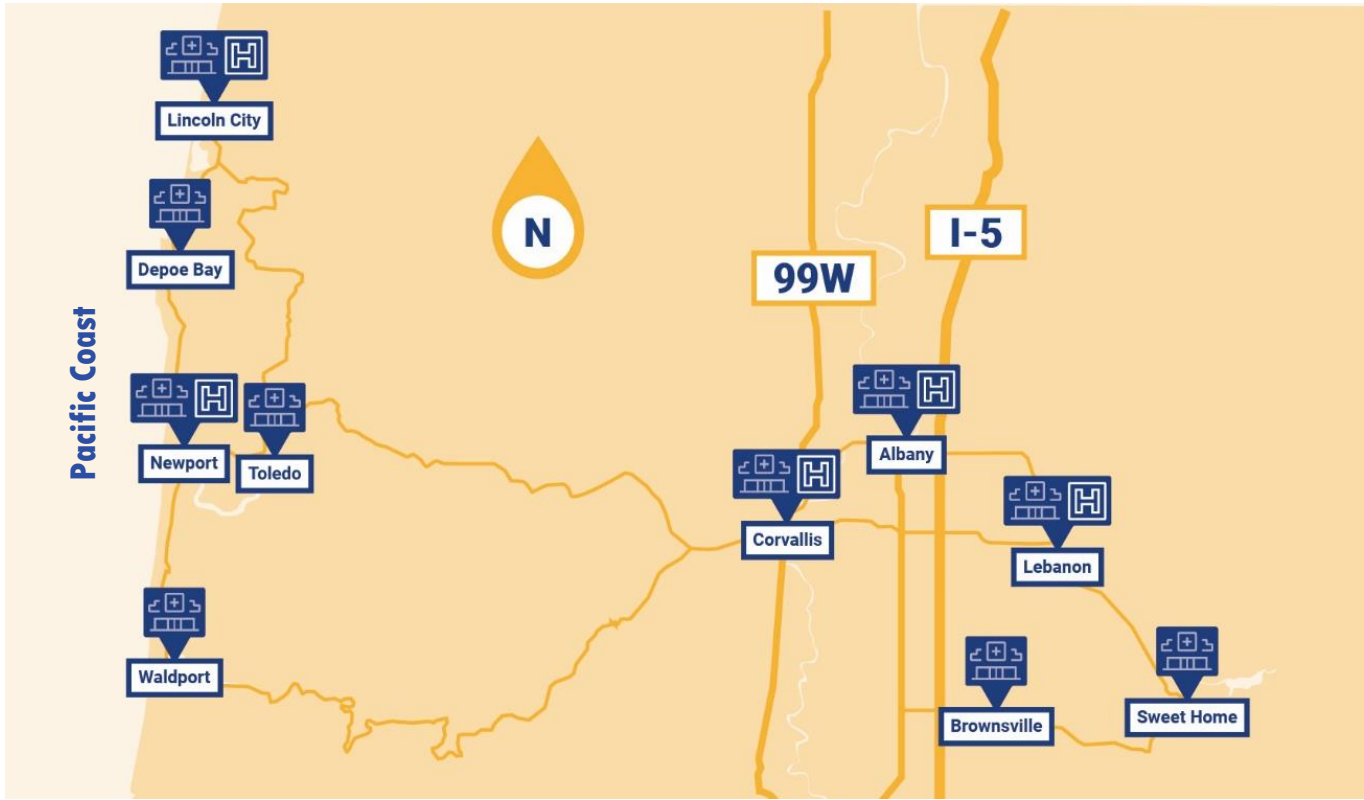 H
Lincoln City
Depoe Bay
N
99W
I-5
Pacific Coast
H
Newport
Toledo
H
Albany
H
Corvallis
H
Lebanon
Waldport
Brownsville
Sweet Home